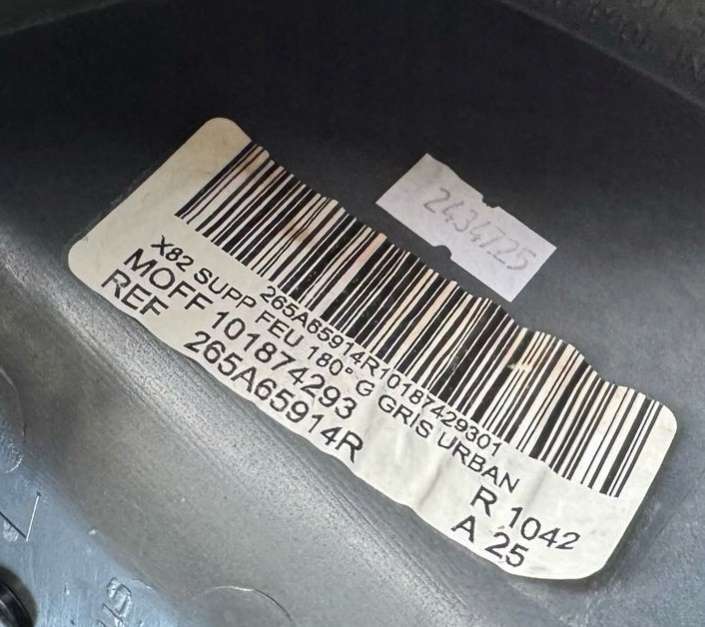 2434725
265A65914R10187429301
X82 SUPP FEU 180° G GRIS URBAN
MOFF 101874293 R 1042
REF 265A65914R A 25